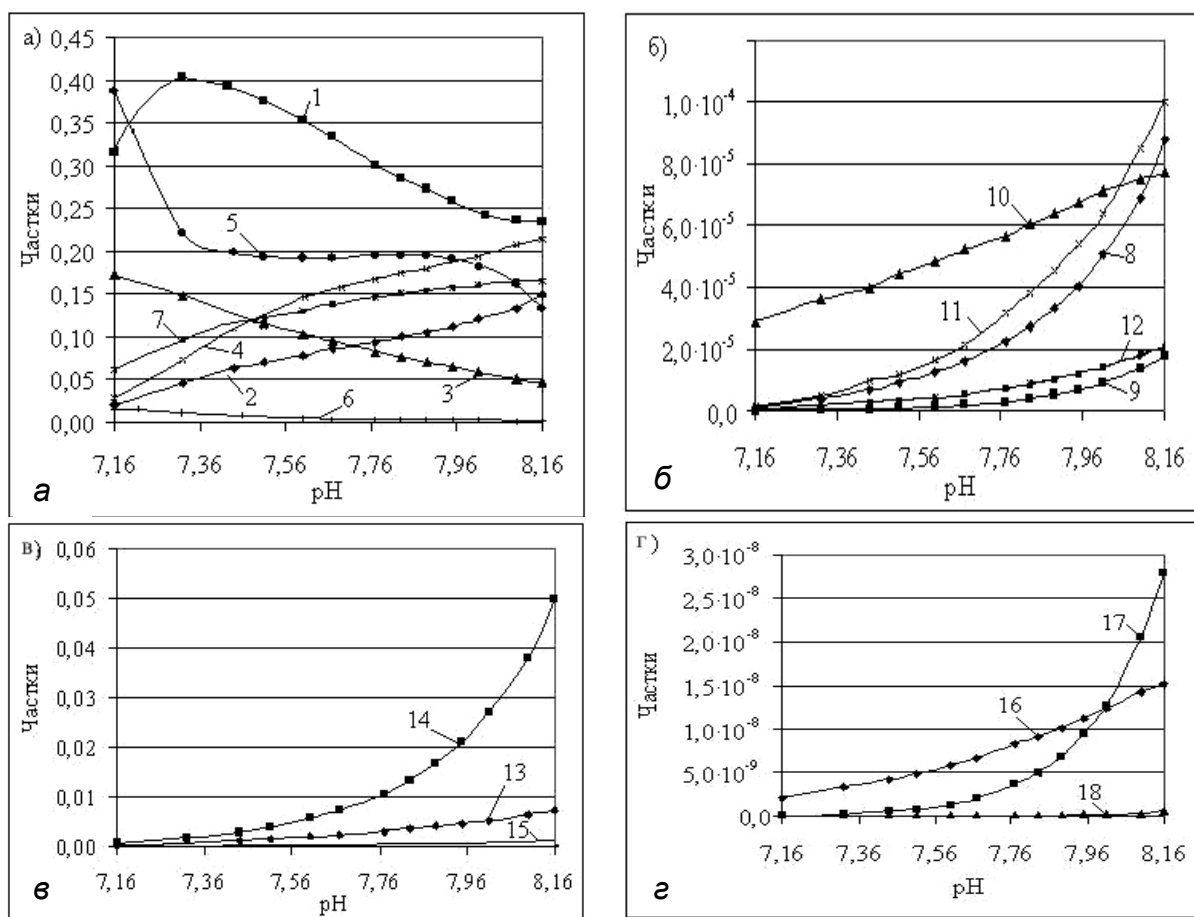 а)
0,45
0,40
0,35
0,30
0,25
0,20
0,15
0,10
0,05
0,00
Частки
1
5
7
4
2
6
3
7,16 7,36 7,56 7,76 7,96 8,16
pH
а
б)
1,0·10⁻⁴
8,0·10⁻⁵
6,0·10⁻⁵
4,0·10⁻⁵
2,0·10⁻⁵
0,0
Частки
10
8
11
12
9
7,16 7,36 7,56 7,76 7,96 8,16
pH
б
в)
0,06
0,05
0,04
0,03
0,02
0,01
0,00
Частки
14
13
15
7,16 7,36 7,56 7,76 7,96 8,16
pH
в
г)
3,0·10⁻⁸
2,5·10⁻⁸
2,0·10⁻⁸
1,5·10⁻⁸
1,0·10⁻⁸
5,0·10⁻⁹
0,0
Частки
17
16
18
7,16 7,36 7,56 7,76 7,96 8,16
pH
г